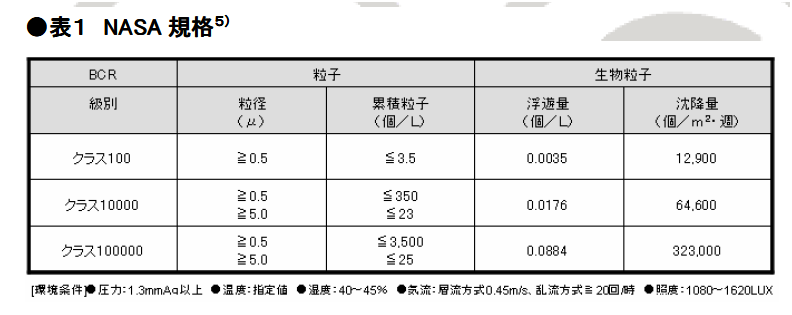 ●表1 NASA 規格5)
BCR 粒子 生物粒子
級別 粒径 (μ) 累積粒子 (個/L) 浮遊量 (個/L) 沈降量 (個/m²・週)
クラス100 ≧0.5 ≦3.5 0.0035 12,900
クラス10000 ≧0.5 ≧5.0 ≦350 ≦23 0.0176 64,600
クラス100000 ≧0.5 ≧5.0 ≦3,500 ≦25 0.0884 323,000
[環境条件]●圧力:1.3mmAq以上 ●温度:指定値 ●湿度:40～45% ●気流:層流方式0.45m/s、乱流方式≧20回/時 ●照度:1080～1620LUX